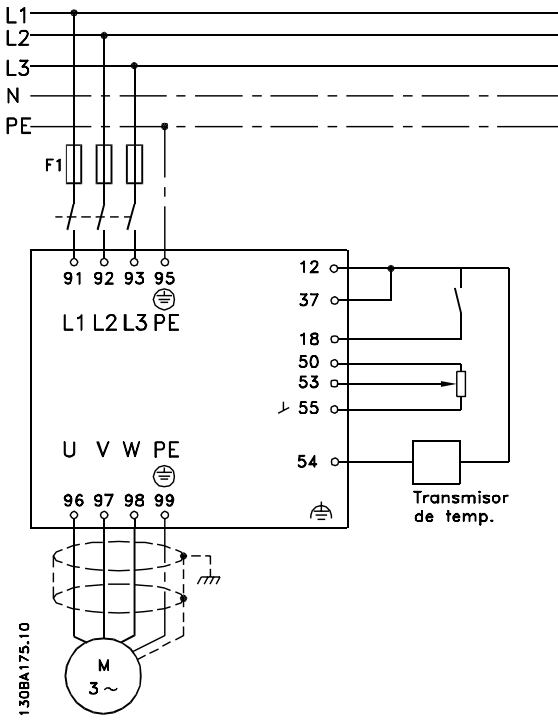 L1
L2
L3
N
PE
F1
91 92 93 95
L1 L2 L3 PE
12
37
18
50
53
55
54
U V W PE
96 97 98 99
Transmisor
de temp.
M
3 ~
130BA175.10